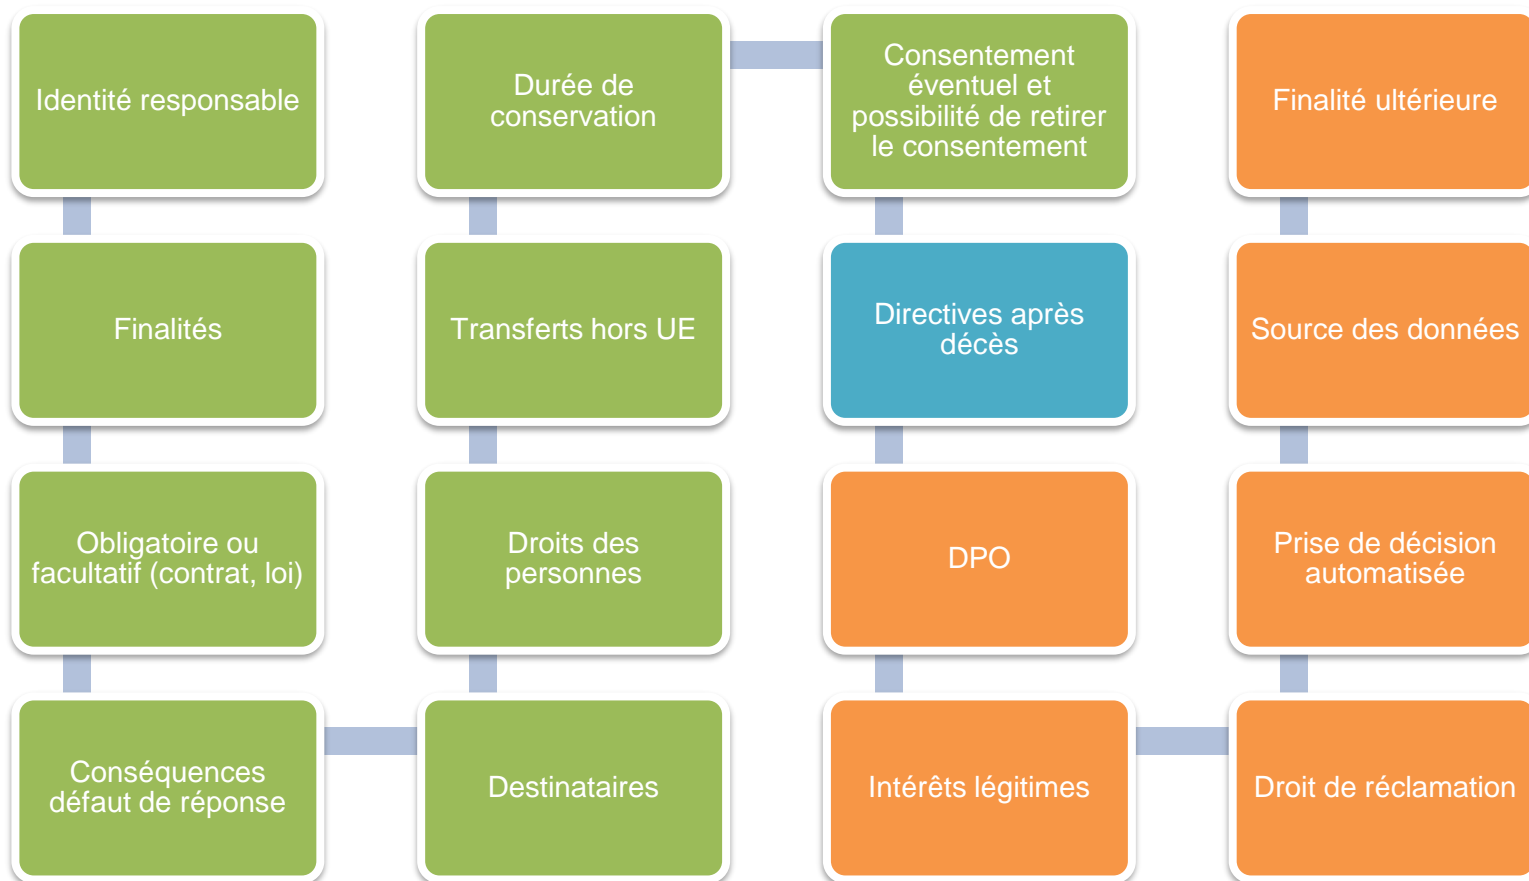 Identité responsable
Finalités
Obligatoire ou
facultatif (contrat, loi)
Conséquences
défaut de réponse
Destinataires
Droits des
personnes
Transferts hors UE
Durée de
conservation
Consentement
éventuel et
possibilité de retirer
le consentement
Directives après
décès
DPO
Intérêts légitimes
Droit de réclamation
Prise de décision
automatisée
Source des données
Finalité ultérieure